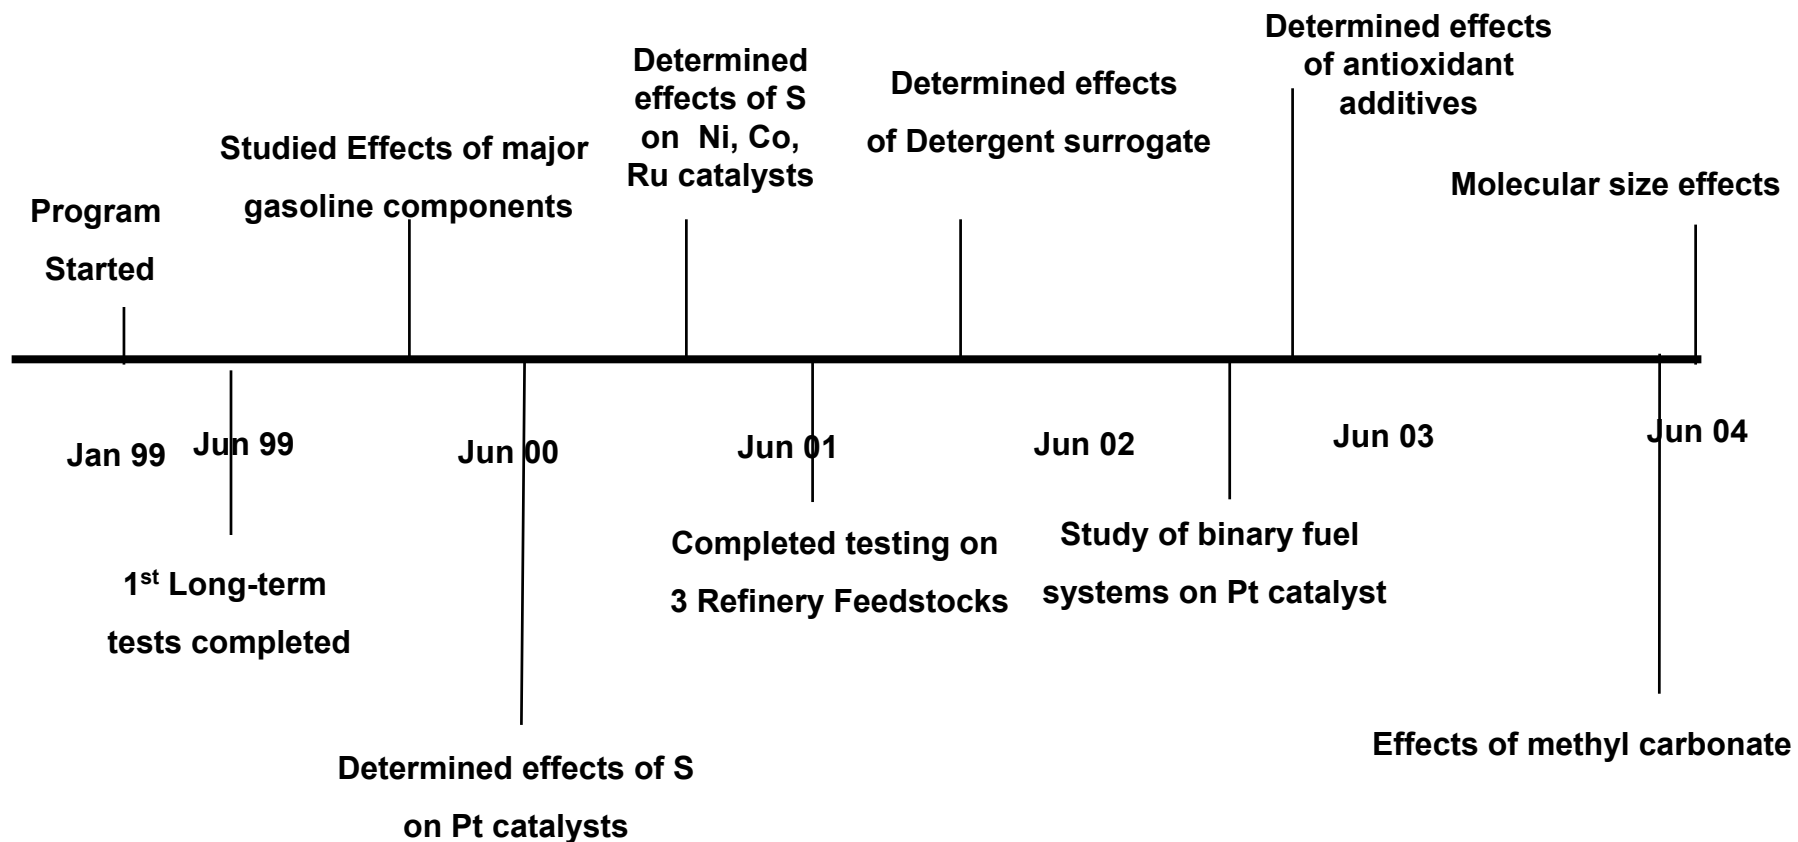 Program
Started
Studied Effects of major
gasoline components
Determined
effects of S
on Ni, Co,
Ru catalysts
Determined effects
of Detergent surrogate
Determined effects
of antioxidant
additives
Molecular size effects
Jan 99
Jun 99
Jun 00
Jun 01
Jun 02
Jun 03
Jun 04
1st Long-term
tests completed
Determined effects of S
on Pt catalysts
Completed testing on
3 Refinery Feedstocks
Study of binary fuel
systems on Pt catalyst
Effects of methyl carbonate